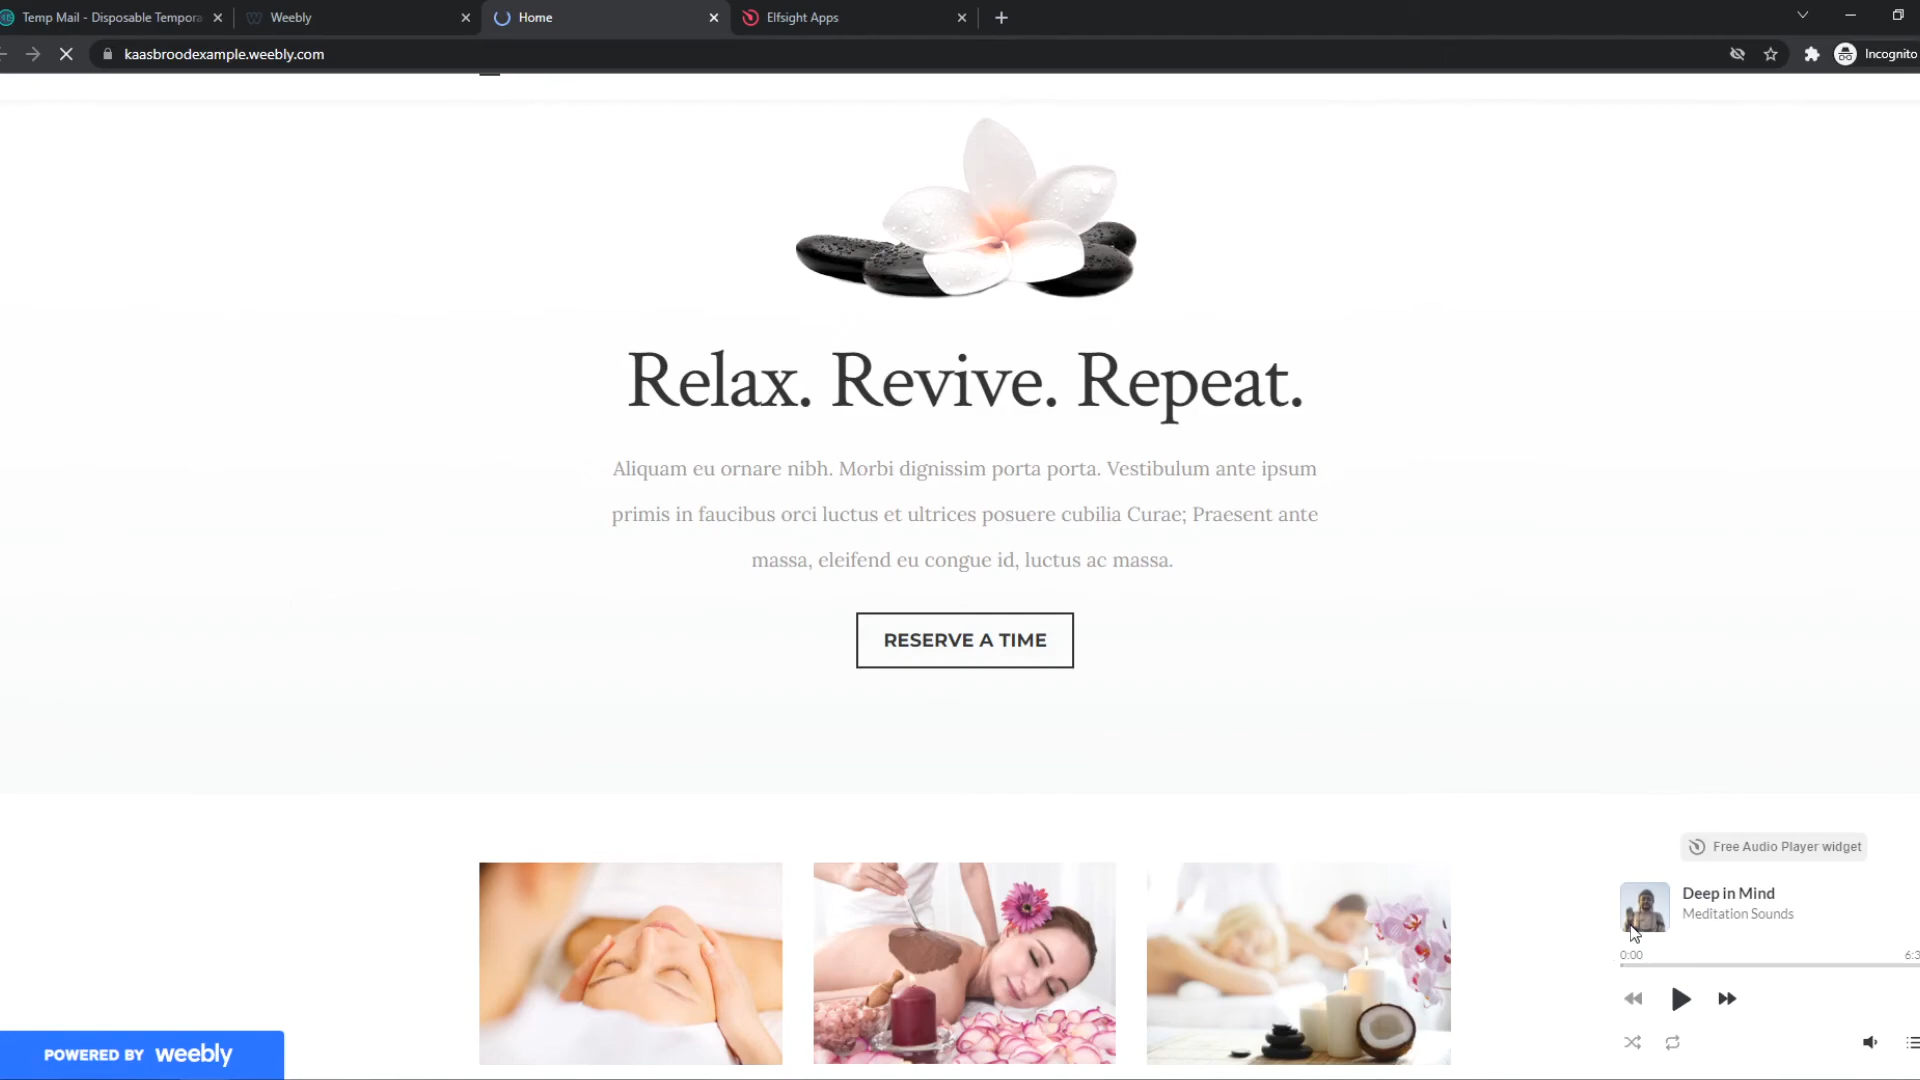 Temp Mail - Disposable Tempora
Weebly
Home
Elfsight Apps
kaasbroodexample.weebly.com
Incognito
Relax. Revive. Repeat.
Aliquam eu ornare nibh. Morbi dignissim porta porta. Vestibulum ante ipsum
primis in faucibus orci luctus et ultrices posuere cubilia Curae; Praesent ante
massa, eleifend eu congue id, luctus ac massa.
RESERVE A TIME
Free Audio Player widget
Deep in Mind
Meditation Sounds
0:00
6:3
POWERED BY weebly